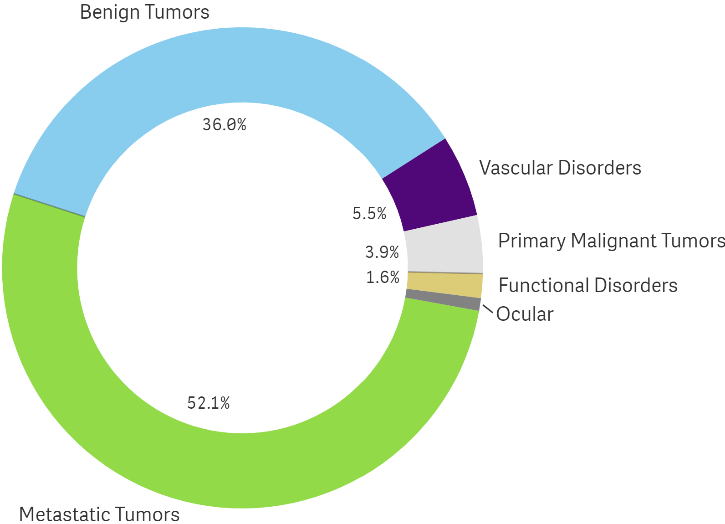 Benign Tumors
36.0%
Vascular Disorders
5.5%
Primary Malignant Tumors
3.9%
1.6%
Functional Disorders
Ocular
52.1%
Metastatic Tumors